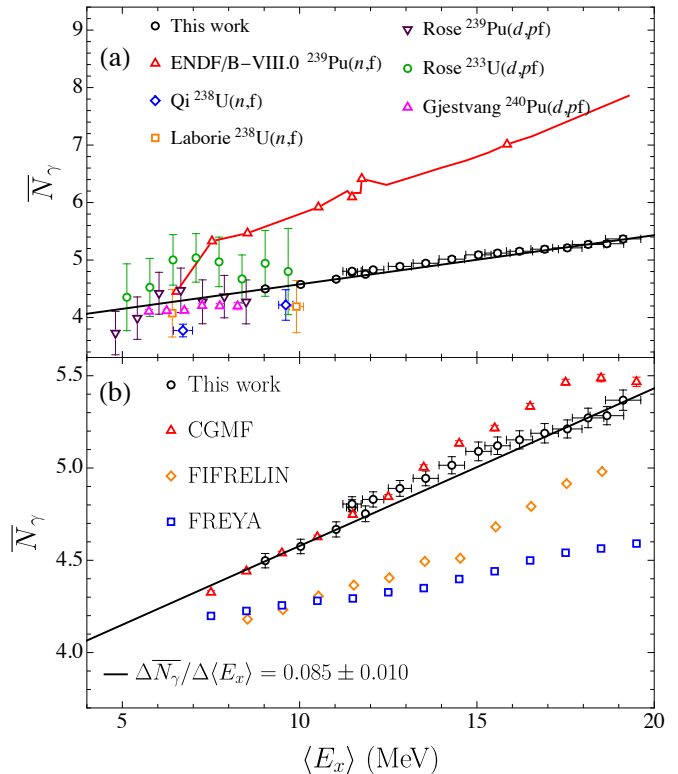 9
8
7
6
5
4
N̅γ
(a)
This work
ENDF/B−VIII.0 ²³⁹Pu(n,f)
Qi ²³⁸U(n,f)
Laborie ²³⁸U(n,f)
Rose ²³⁹Pu(d,pf)
Rose ²³³U(d,pf)
Gjestvang ²⁴⁰Pu(d,pf)
5.5
5.0
4.5
4.0
N̅γ
(b)
This work
CGMF
FIFRELIN
FREYA
ΔN̅γ/Δ⟨Eₓ⟩ = 0.085 ± 0.010
5 10 15 20
⟨Eₓ⟩ (MeV)